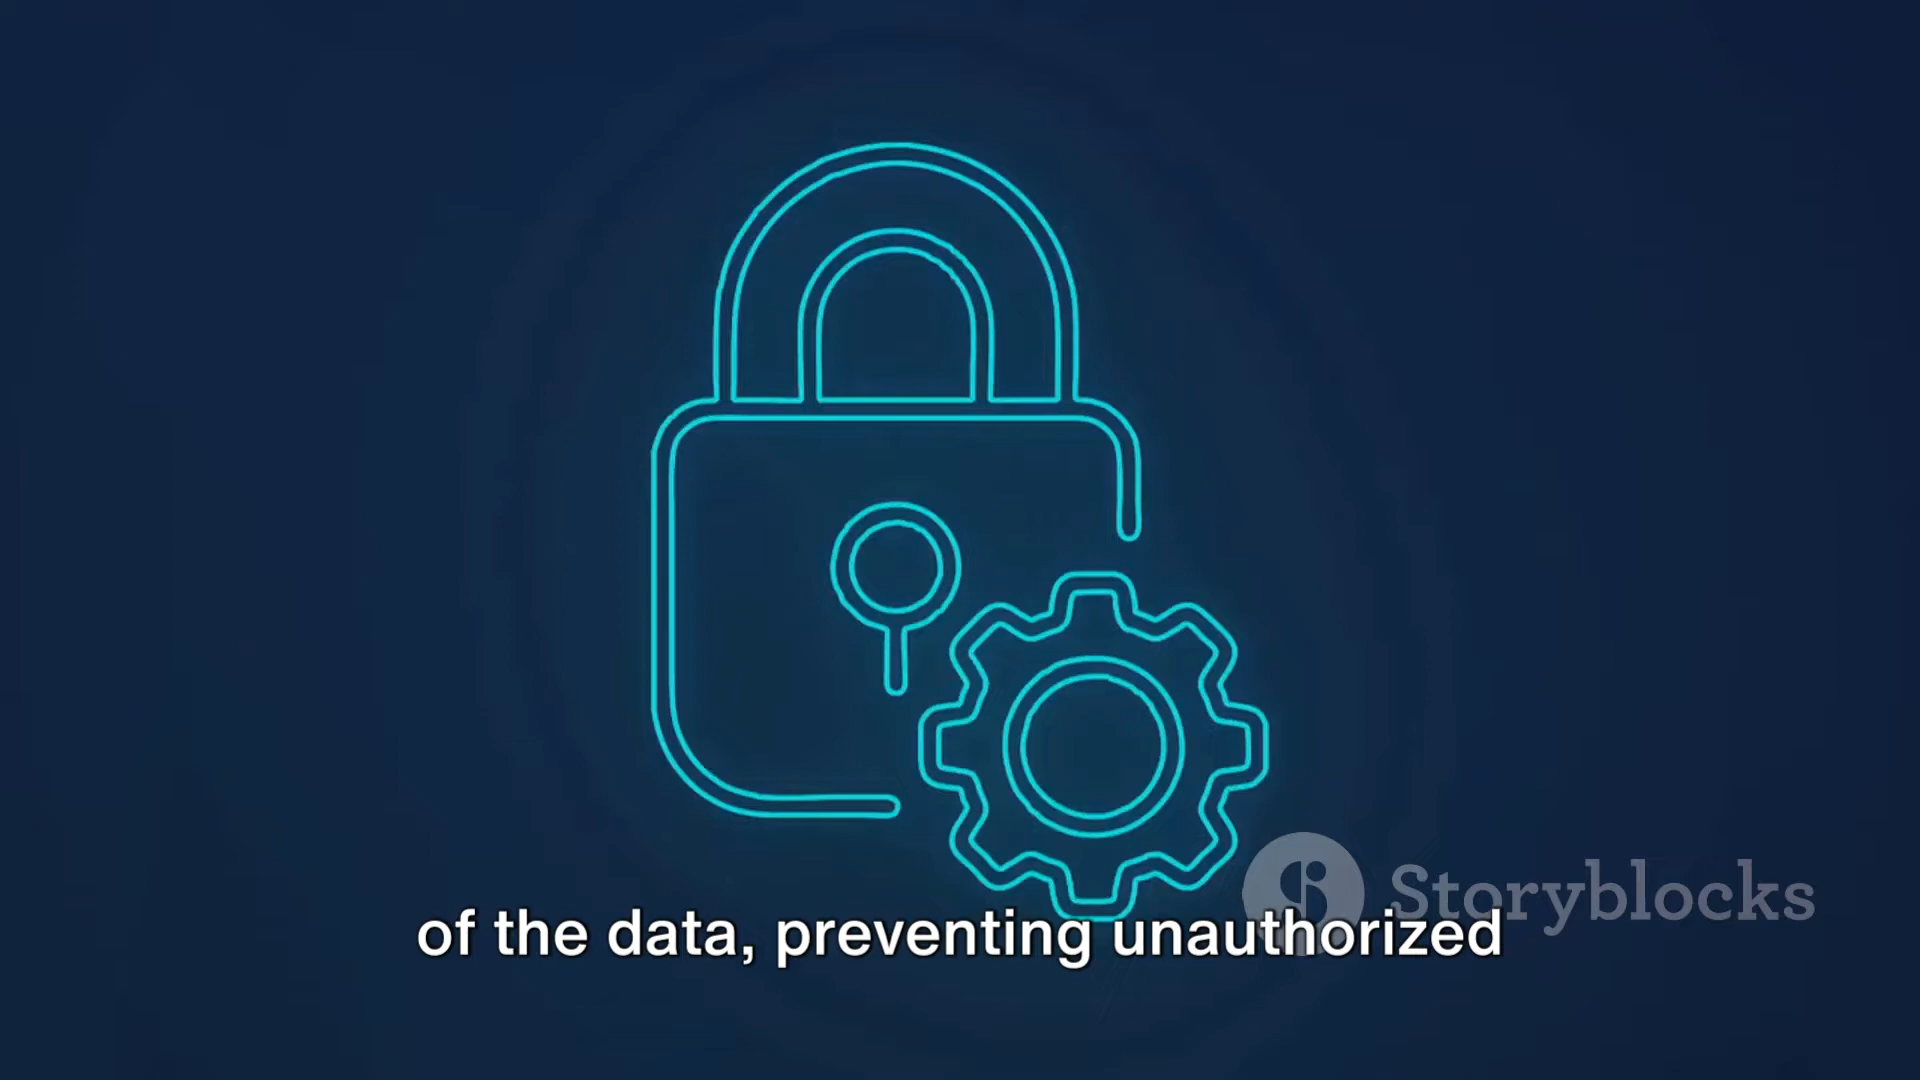 Storyblocks
of the data, preventing unauthorized